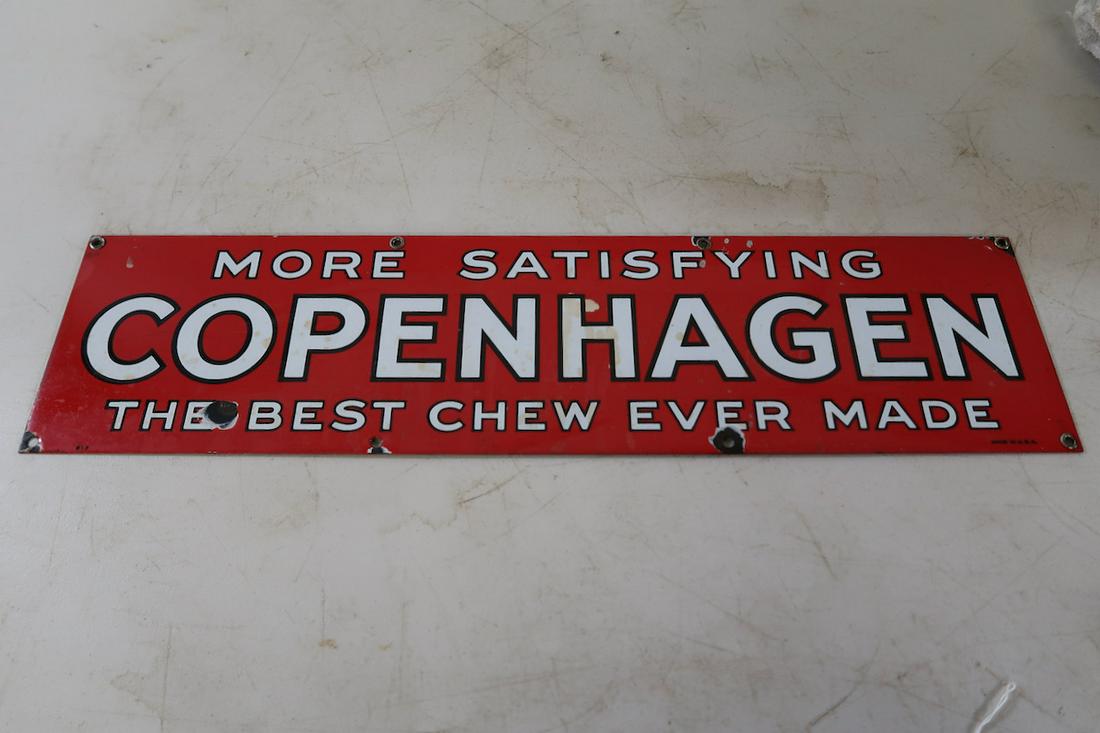 MORE SATISFYING
COPENHAGEN
THE BEST CHEW EVER MADE